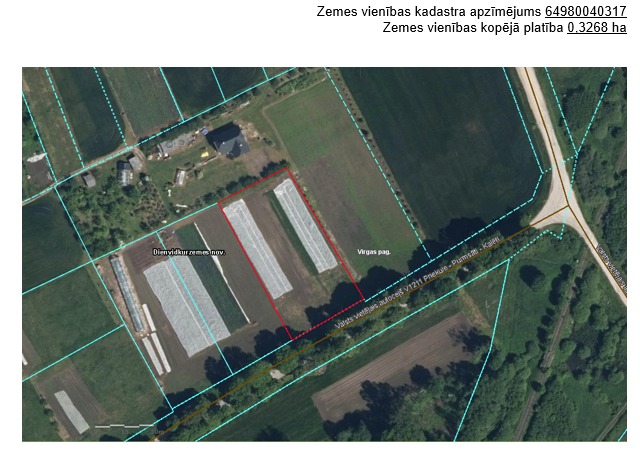 Zemes vienības kadastra apzīmējums 64980040317
Zemes vienības kopējā platība 0,3268 ha
Dienvidkurzemes nov.
Virgas pag.
Valsts vietējais autoceļš V1211 Priekule - Purmsāti - Kalēti